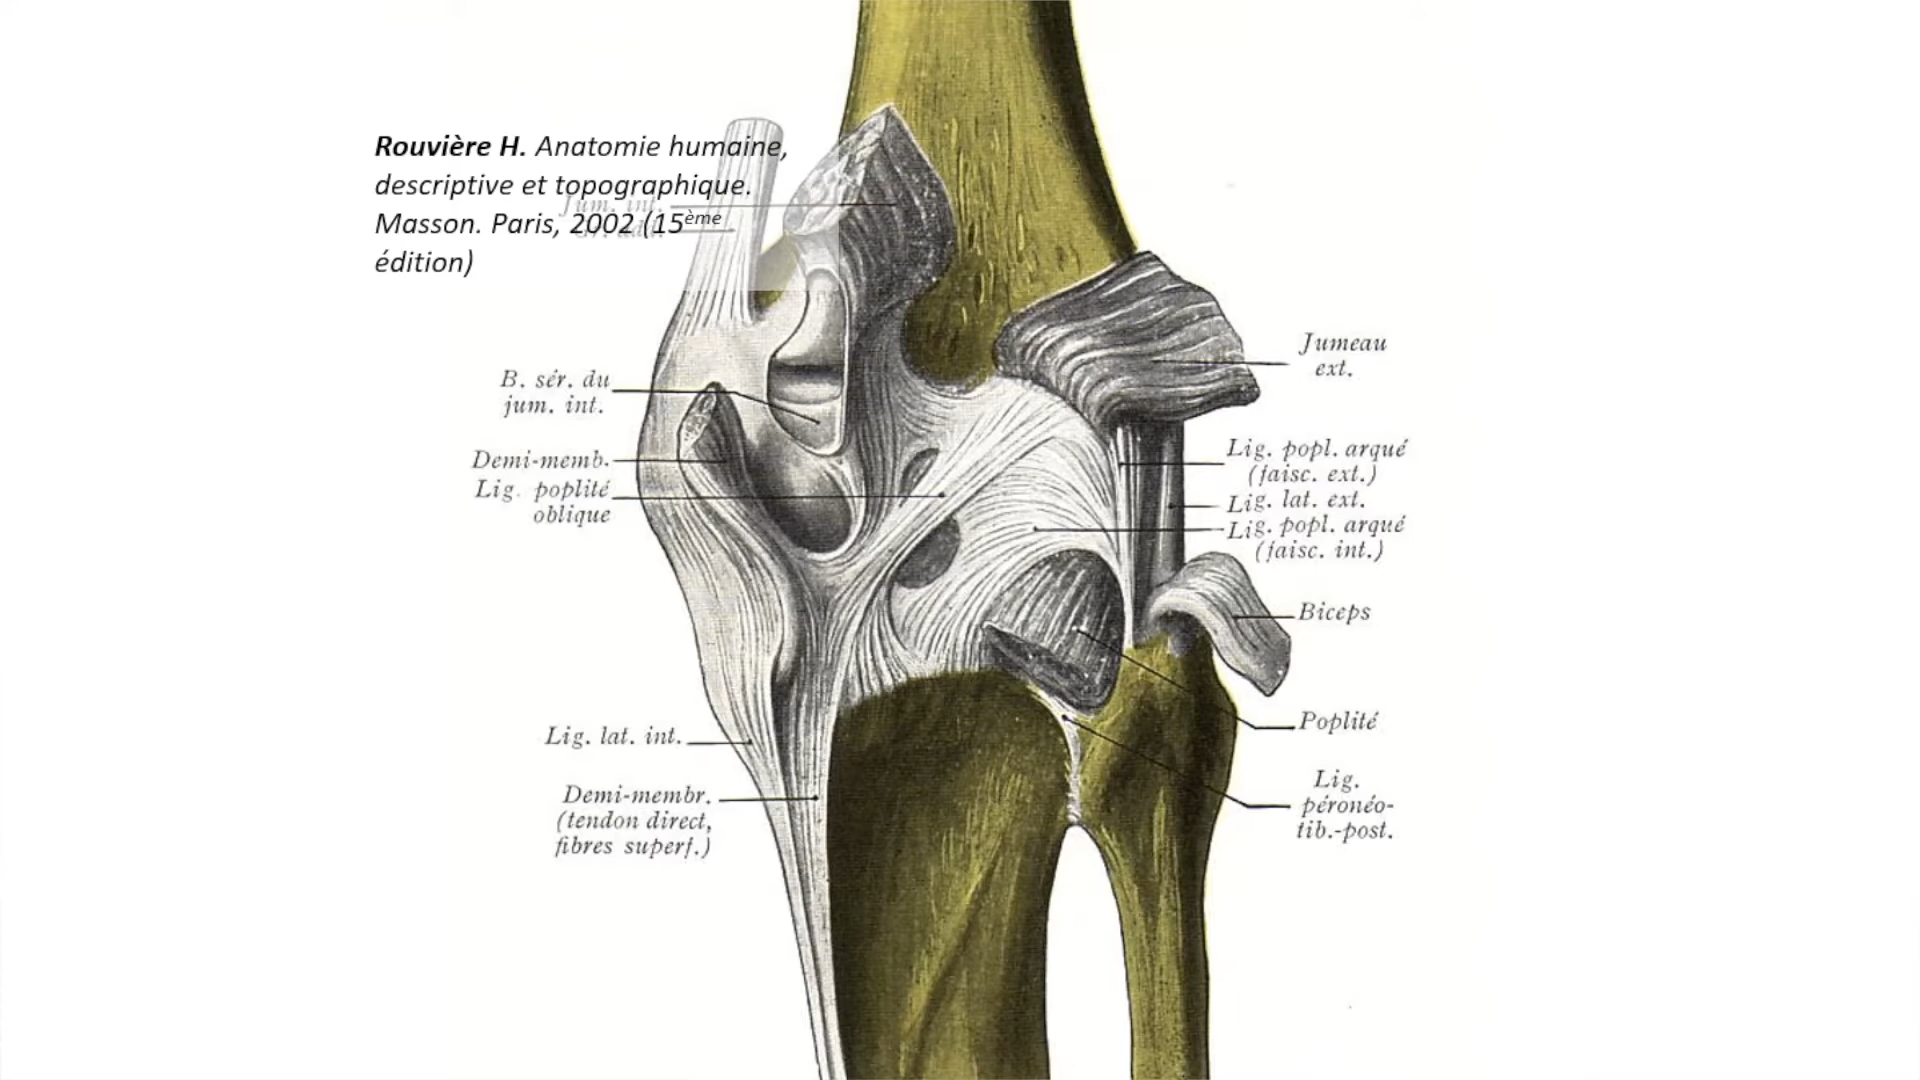 Rouvière H. Anatomie humaine,
descriptive et topographique.
Masson. Paris, 2002 (15ème
édition)
Jum. int.
B. sér. du
jum. int.
Demi-memb.
Lig. poplité
oblique
Lig. lat. int.
Demi-membr.
(tendon direct,
fibres superf.)
Jumeau
ext.
Lig. popl. arqué
(faisc. ext.)
Lig. lat. ext.
Lig. popl. arqué
(faisc. int.)
Biceps
Poplité
Lig.
péronéo-
tib.-post.